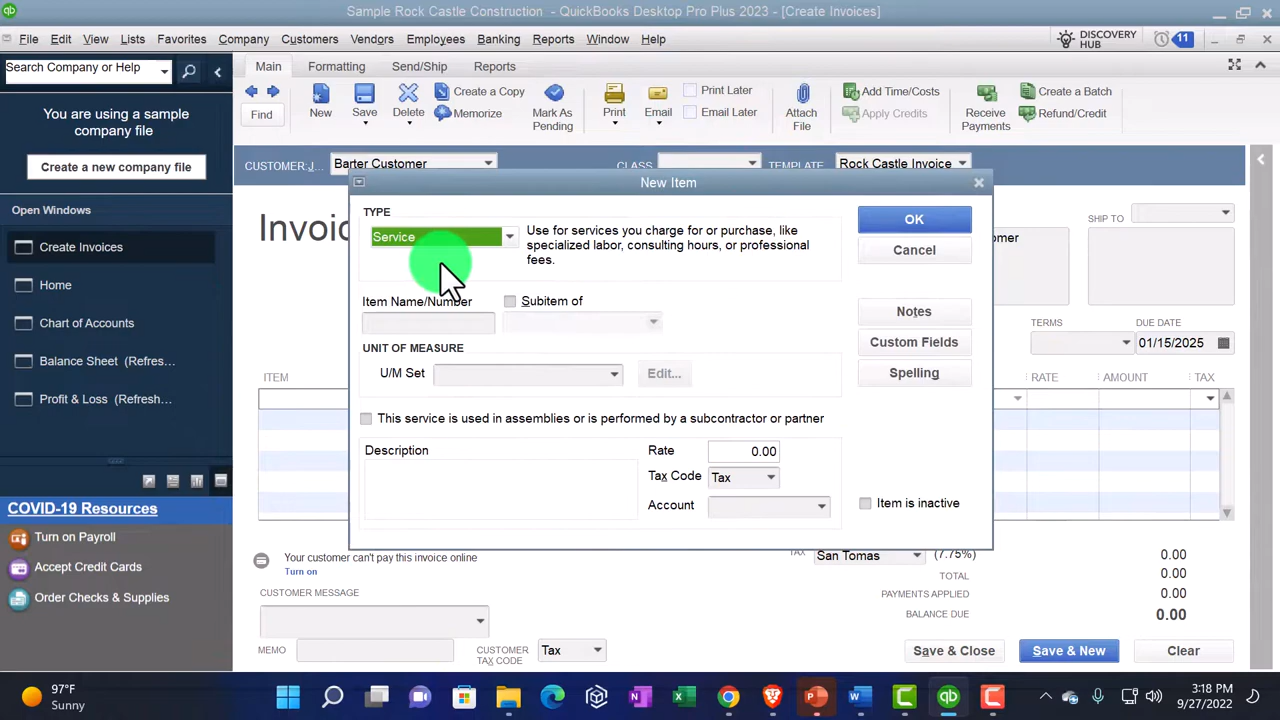 Sample Rock Castle Construction - QuickBooks Desktop Pro Plus 2023 - [Create Invoices]
File Edit View Lists Favorites Company Customers Vendors Employees Banking Reports Window Help
DISCOVERY HUB
11
Search Company or Help
Main Formatting Send/Ship Reports
Find
New
Save
Delete
Create a Copy
Memorize
Mark As Pending
Print
Email
Print Later
Email Later
Attach File
Add Time/Costs
Apply Credits
Receive Payments
Create a Batch
Refund/Credit
You are using a sample company file
Create a new company file
Open Windows
Create Invoices
Home
Chart of Accounts
Balance Sheet (Refres...
Profit & Loss (Refresh...
COVID-19 Resources
Turn on Payroll
Accept Credit Cards
Order Checks & Supplies
CUSTOMER:J... Barter Customer CLASS TEMPLATE Rock Castle Invoice
New Item
TYPE
Service
Use for services you charge for or purchase, like
specialized labor, consulting hours, or professional
fees.
OK
Cancel
Item Name/Number Subitem of
Notes
UNIT OF MEASURE
Custom Fields
U/M Set Edit...
Spelling
This service is used in assemblies or is performed by a subcontractor or partner
Description Rate 0.00
Tax Code Tax
Account
Item is inactive
SHIP TO
TERMS DUE DATE
01/15/2025
ITEM RATE AMOUNT TAX
Your customer can't pay this invoice online
Turn on
TAX San Tomas (7.75%) 0.00
TOTAL 0.00
PAYMENTS APPLIED 0.00
BALANCE DUE 0.00
CUSTOMER MESSAGE
MEMO
CUSTOMER TAX CODE Tax
Save & Close Save & New Clear
97°F
Sunny
3:18 PM
9/27/2022